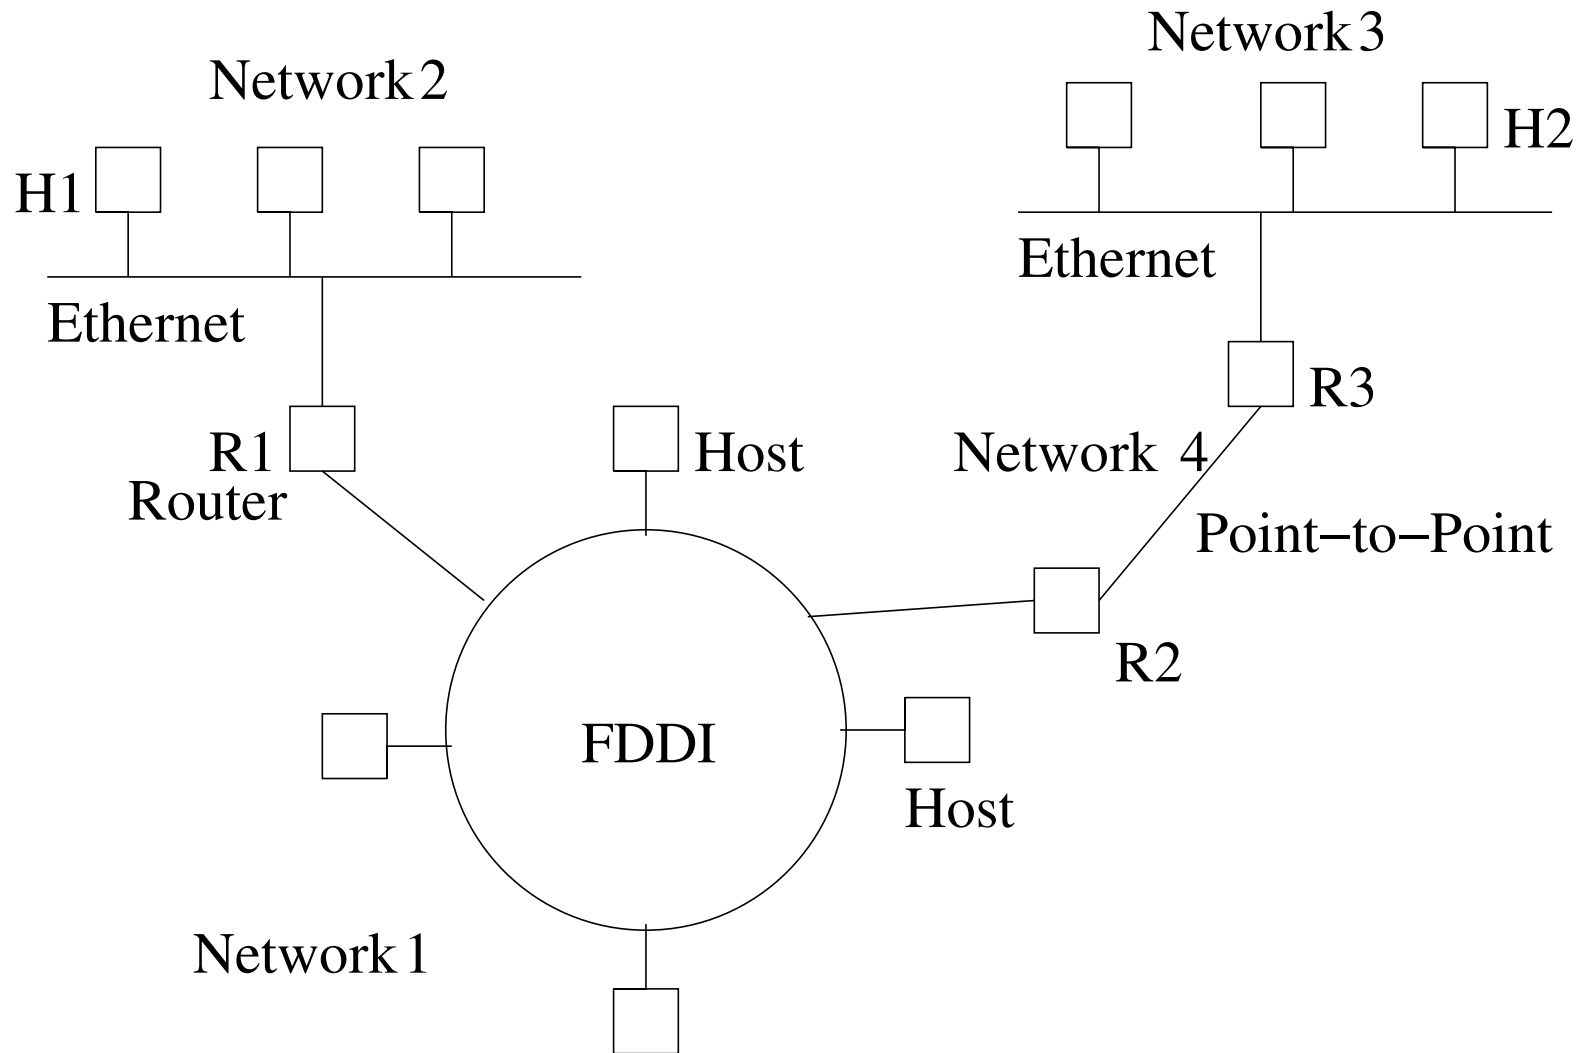 Network 3
Network 2
H2
H1
Ethernet
Ethernet
R3
R1
Router
Host
Network 4
Point-to-Point
R2
FDDI
Host
Network 1